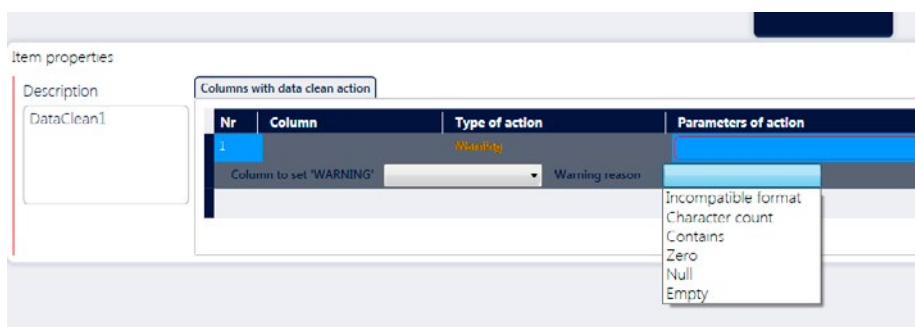 Item properties
Description
Columns with data clean action
DataClean1
Nr Column Type of action Parameters of action
1 Warning
Column to set 'WARNING' Warning reason
Incompatible format
Character count
Contains
Zero
Null
Empty